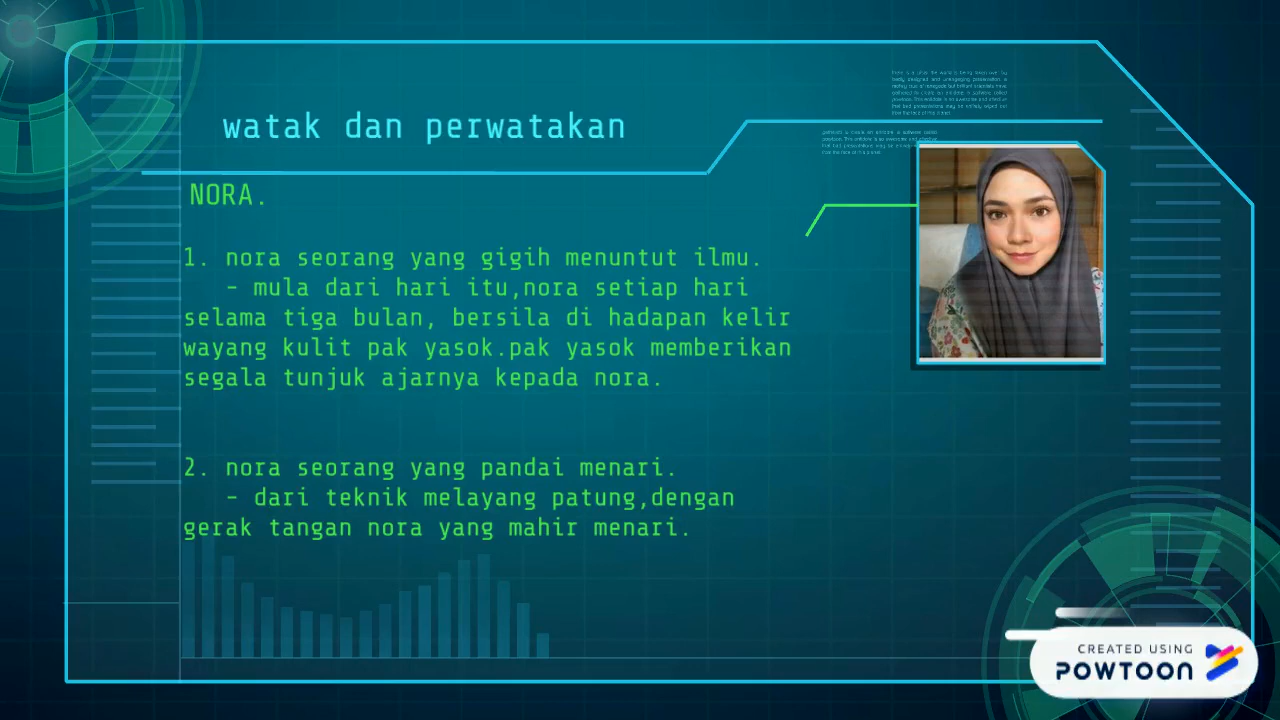 watak dan perwatakan
NORA.
1. nora seorang yang gigih menuntut ilmu.
- mula dari hari itu,nora setiap hari
selama tiga bulan, bersila di hadapan kelir
wayang kulit pak yasok.pak yasok memberikan
segala tunjuk ajarnya kepada nora.
2. nora seorang yang pandai menari.
- dari teknik melayang patung,dengan
gerak tangan nora yang mahir menari.
CREATED USING
POWTOON